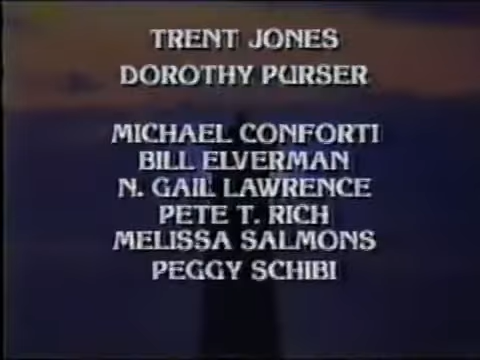 TRENT JONES
DOROTHY PURSER
MICHAEL CONFORTI
BILL ELVERMAN
N. GAIL LAWRENCE
PETE T. RICH
MELISSA SALMONS
PEGGY SCHIBI